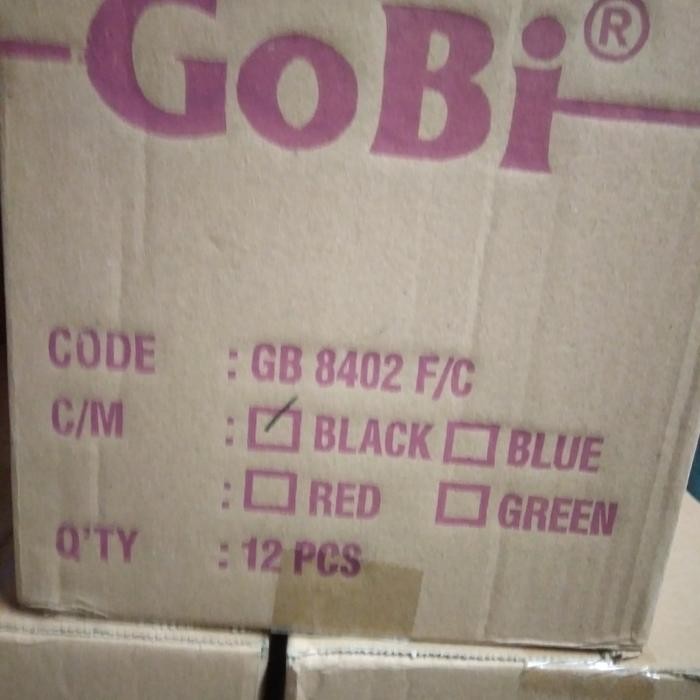 GoBi®
CODE : GB 8402 F/C
C/M : BLACK BLUE
: RED GREEN
Q'TY : 12 PCS